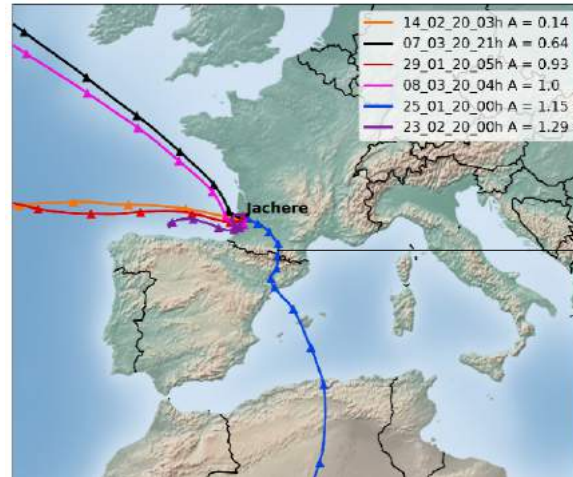 14_02_20_03h A = 0.14
07_03_20_21h A = 0.64
29_01_20_05h A = 0.93
08_03_20_04h A = 1.0
25_01_20_00h A = 1.15
23_02_20_00h A = 1.29
Jachere